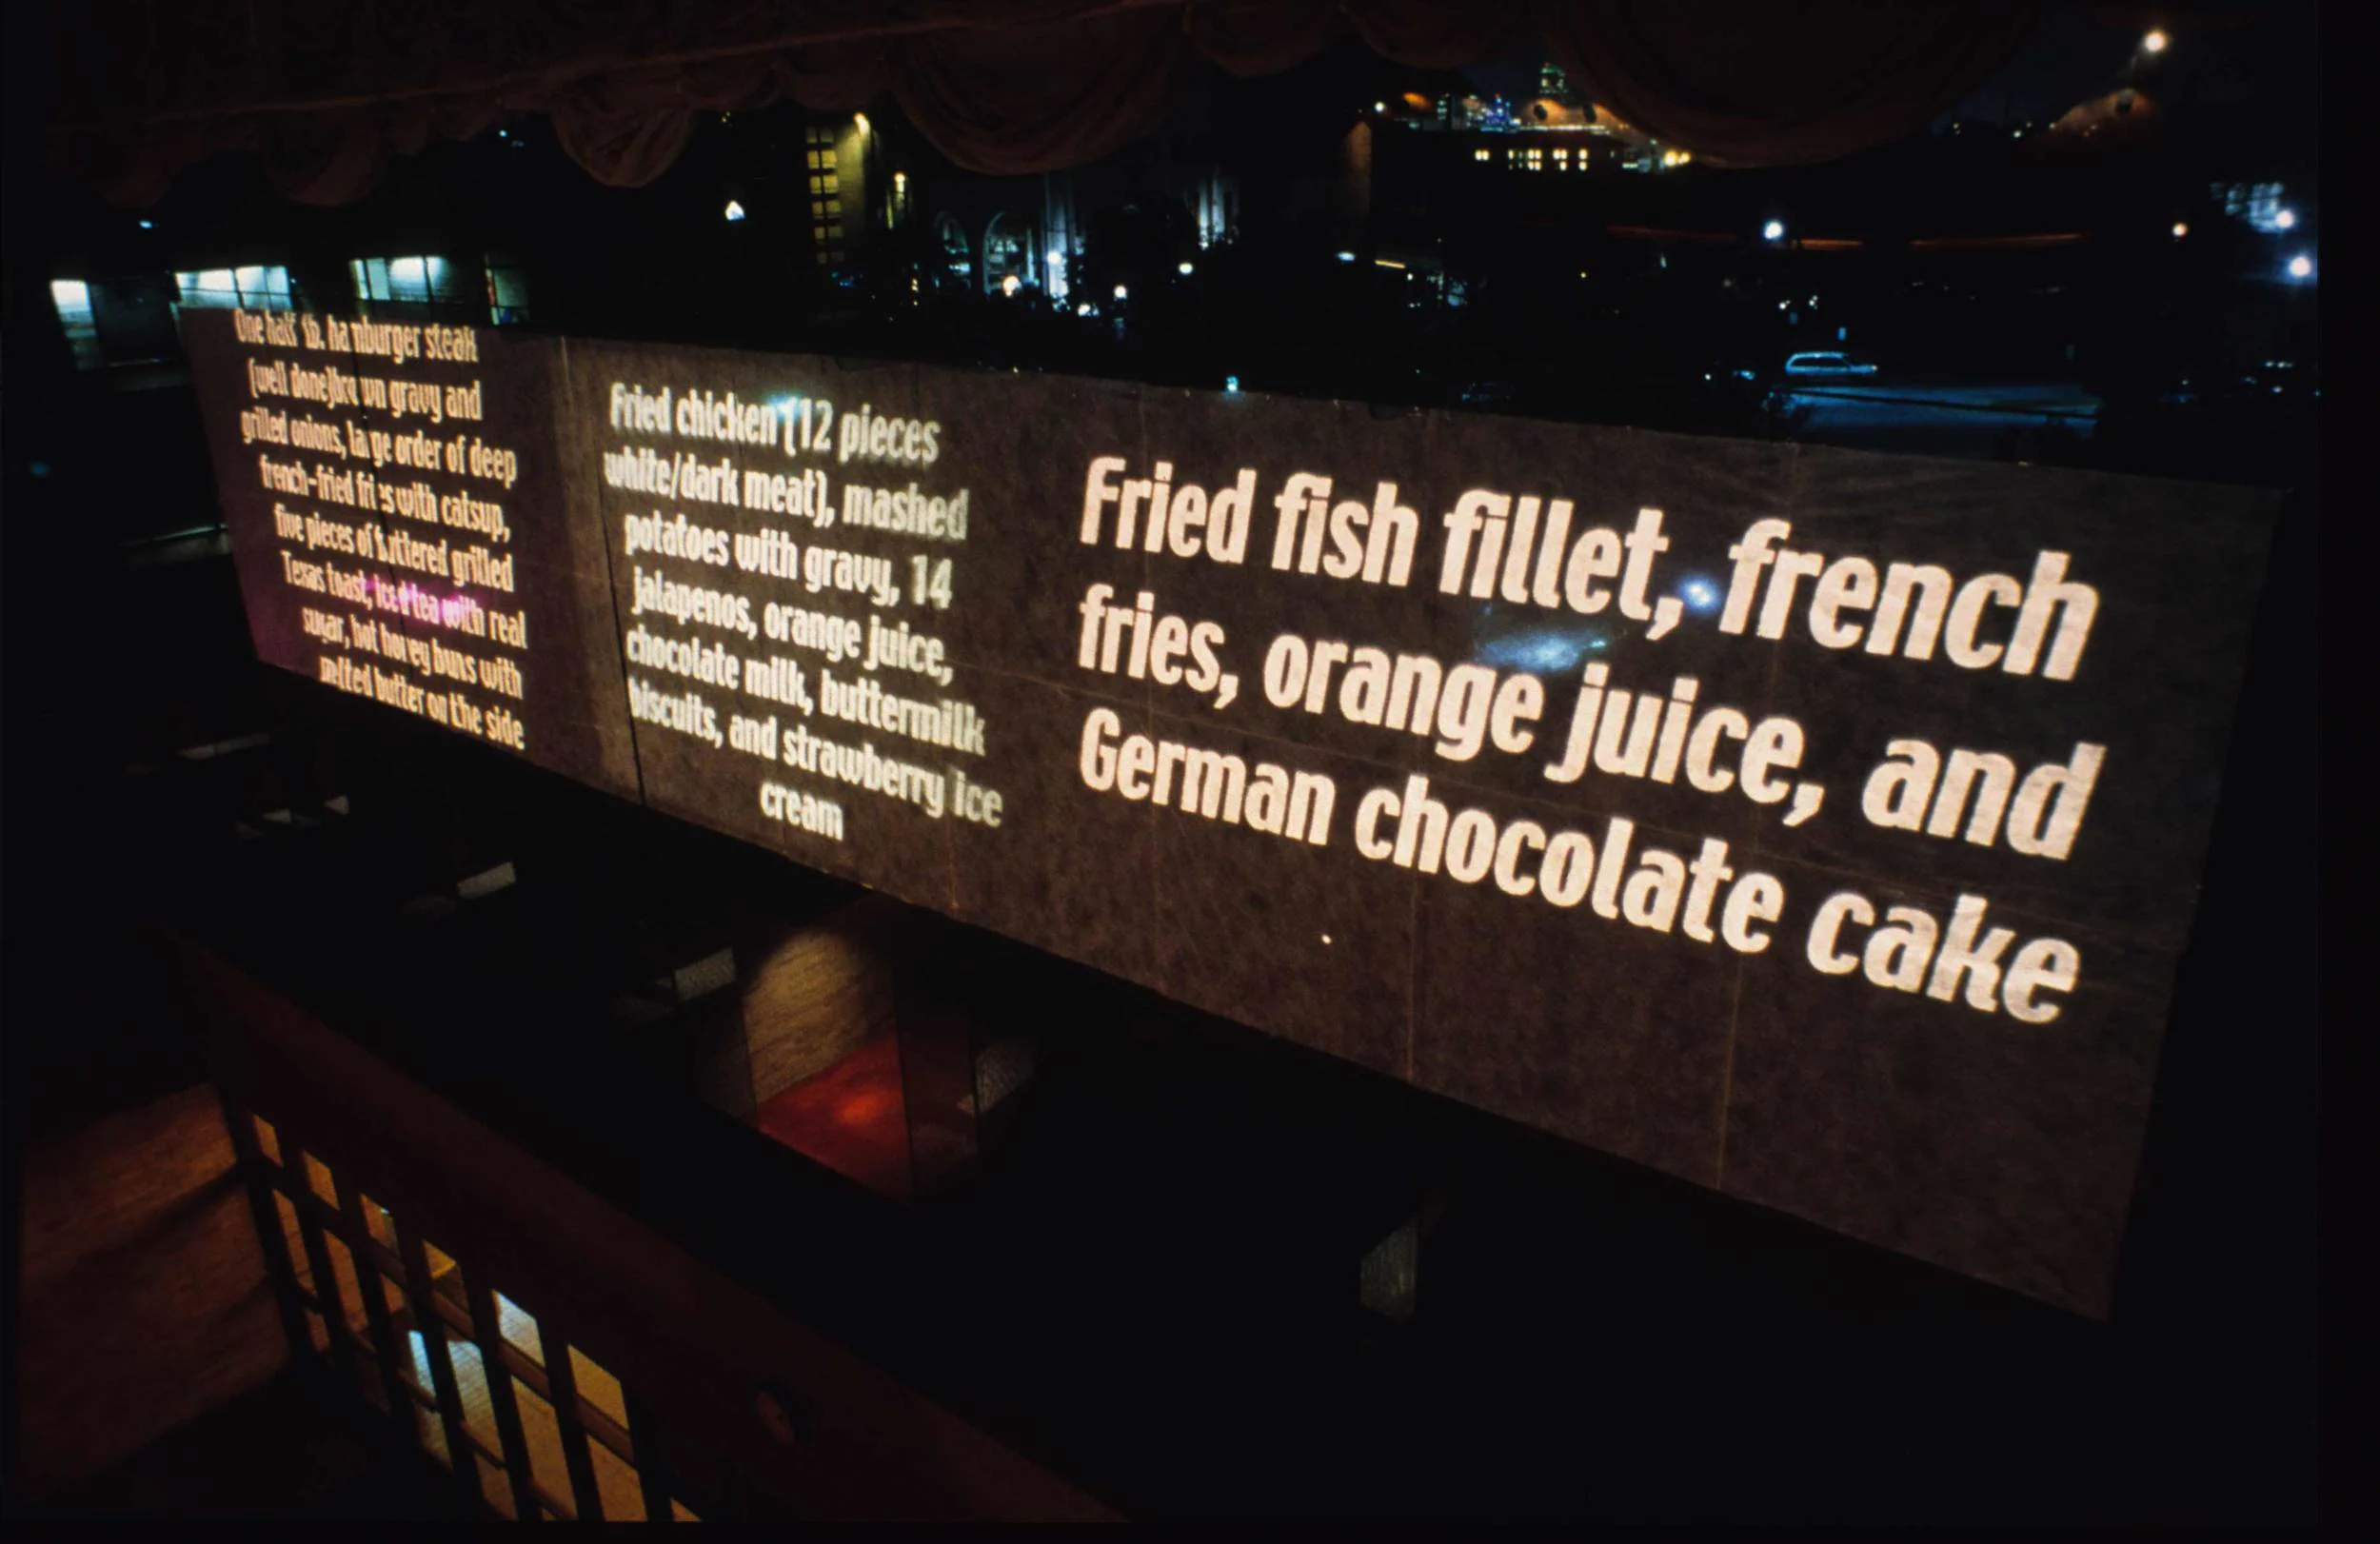 One half lb. hamburger steak
(well done)brown gravy and
grilled onions, large order of deep
french-fried fries with catsup,
five pieces of buttered grilled
Texas toast, iced tea with real
sugar, hot honey buns with
melted butter on the side
Fried chicken (12 pieces
white/dark meat), mashed
potatoes with gravy, 14
jalapenos, orange juice,
chocolate milk, buttermilk
biscuits, and strawberry ice
cream
Fried fish fillet, french
fries, orange juice, and
German chocolate cake